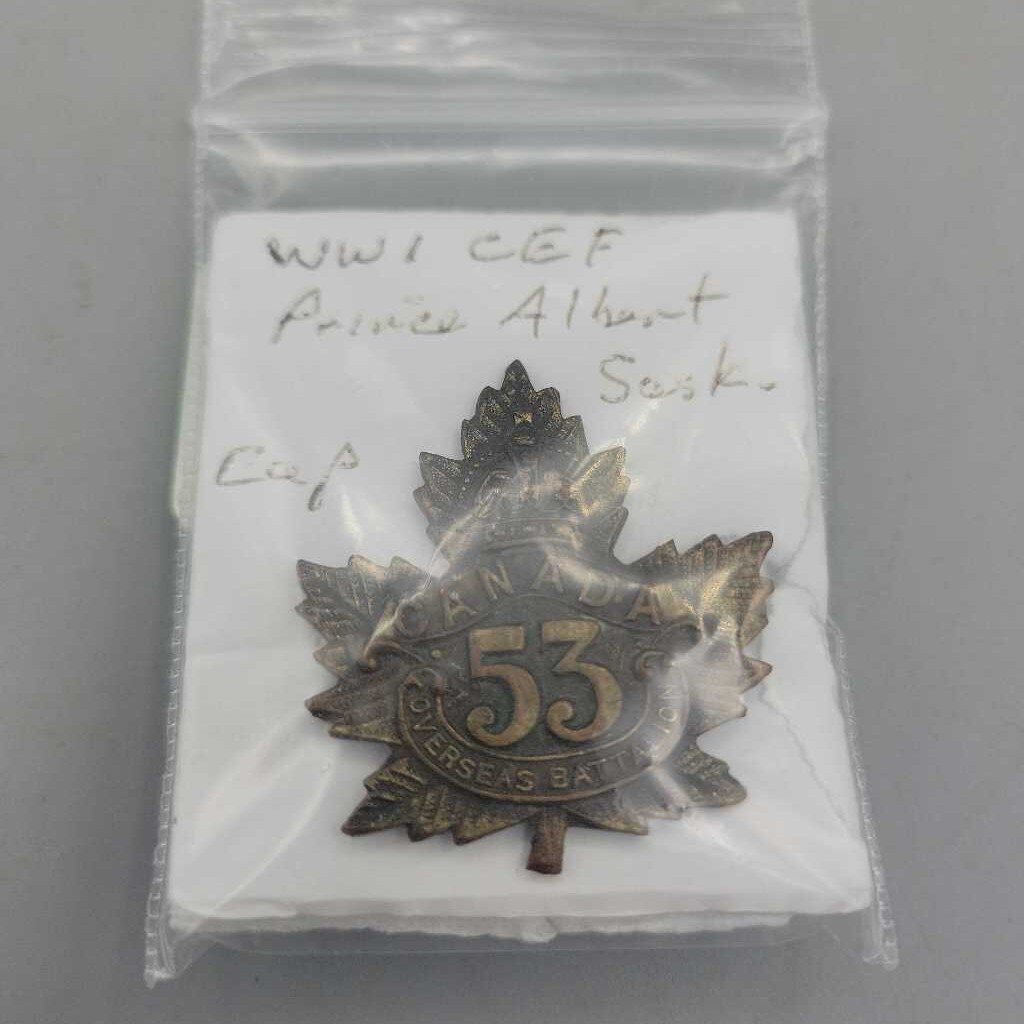 WW1 CEF
Prince Albert
Sask.
Cap
CANADA
53
OVERSEAS BATTALION